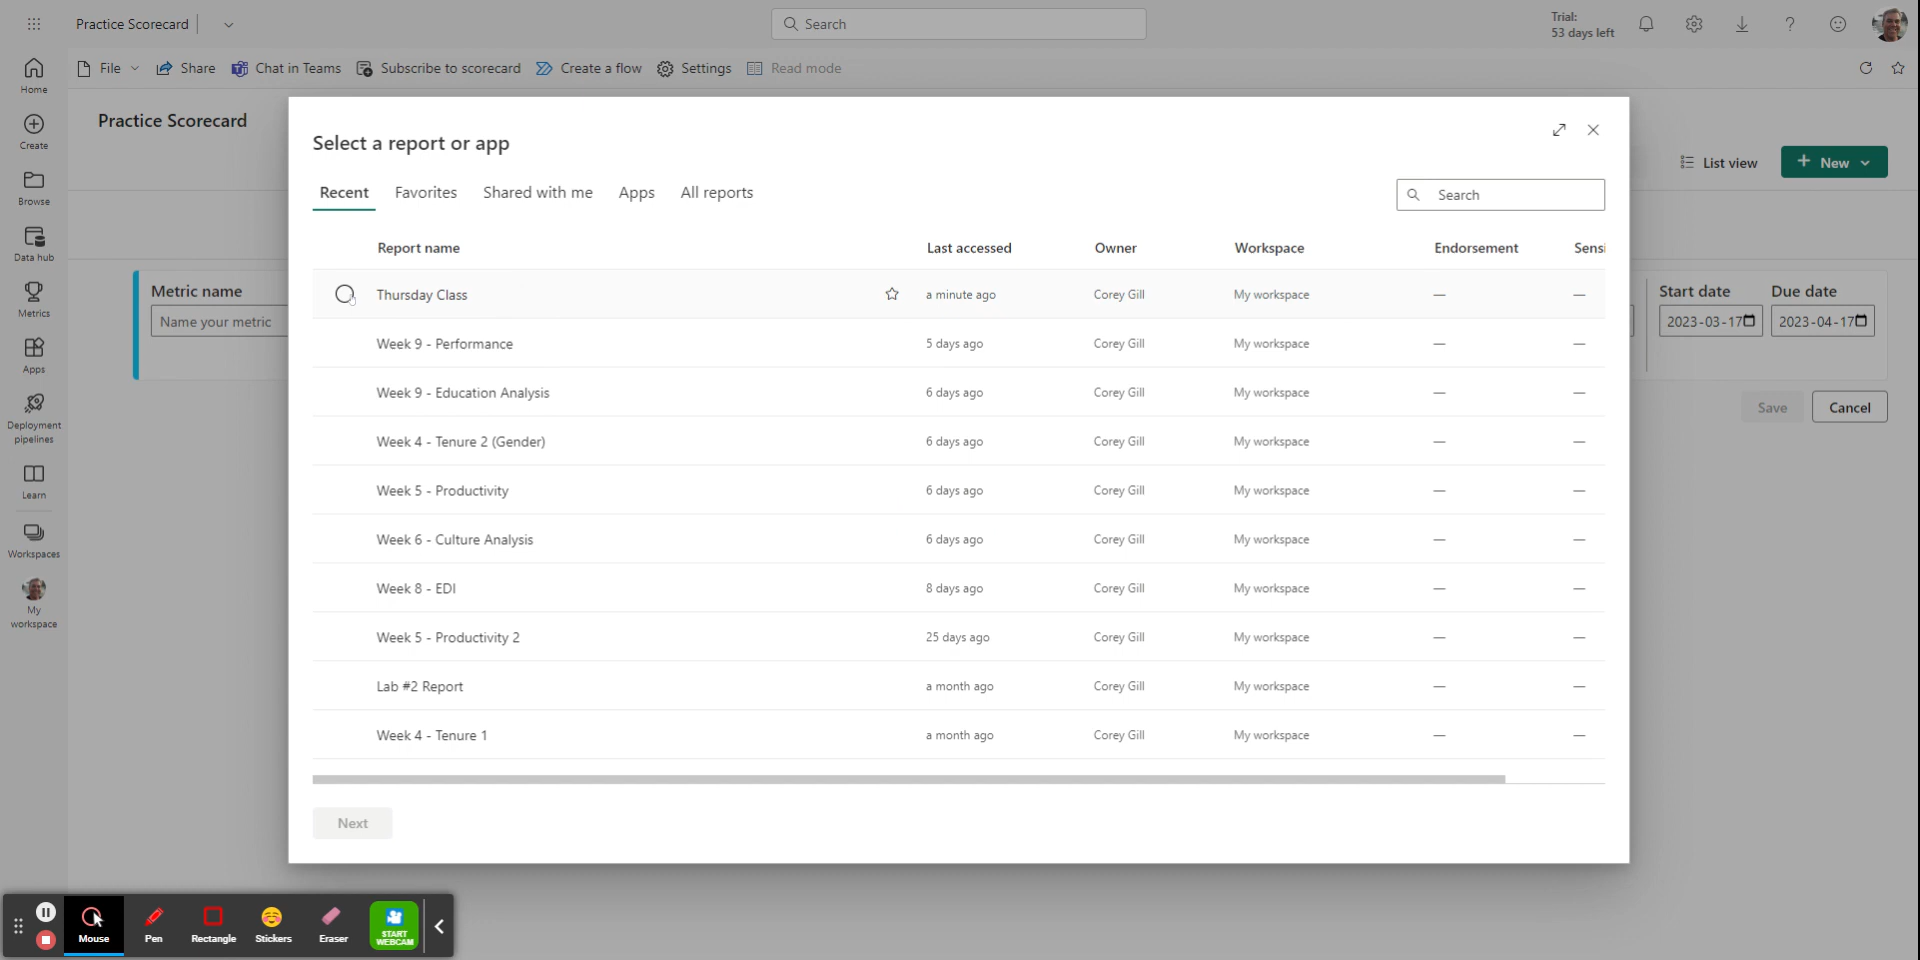 Practice Scorecard
Search
Trial:
53 days left
File
Share
Chat in Teams
Subscribe to scorecard
Create a flow
Settings
Read mode
Home
Create
Browse
Data hub
Metrics
Apps
Deployment
pipelines
Learn
Workspaces
My
workspace
Practice Scorecard
List view
+ New
Metric name
Name your metric
Start date
Due date
2023-03-17
2023-04-17
Save
Cancel
Select a report or app
Recent
Favorites
Shared with me
Apps
All reports
Search
Report name Last accessed Owner Workspace Endorsement Sensi
Thursday Class a minute ago Corey Gill My workspace — —
Week 9 - Performance 5 days ago Corey Gill My workspace — —
Week 9 - Education Analysis 6 days ago Corey Gill My workspace — —
Week 4 - Tenure 2 (Gender) 6 days ago Corey Gill My workspace — —
Week 5 - Productivity 6 days ago Corey Gill My workspace — —
Week 6 - Culture Analysis 6 days ago Corey Gill My workspace — —
Week 8 - EDI 8 days ago Corey Gill My workspace — —
Week 5 - Productivity 2 25 days ago Corey Gill My workspace — —
Lab #2 Report a month ago Corey Gill My workspace — —
Week 4 - Tenure 1 a month ago Corey Gill My workspace — —
Next
Mouse
Pen
Rectangle
Stickers
Eraser
START
WEBCAM